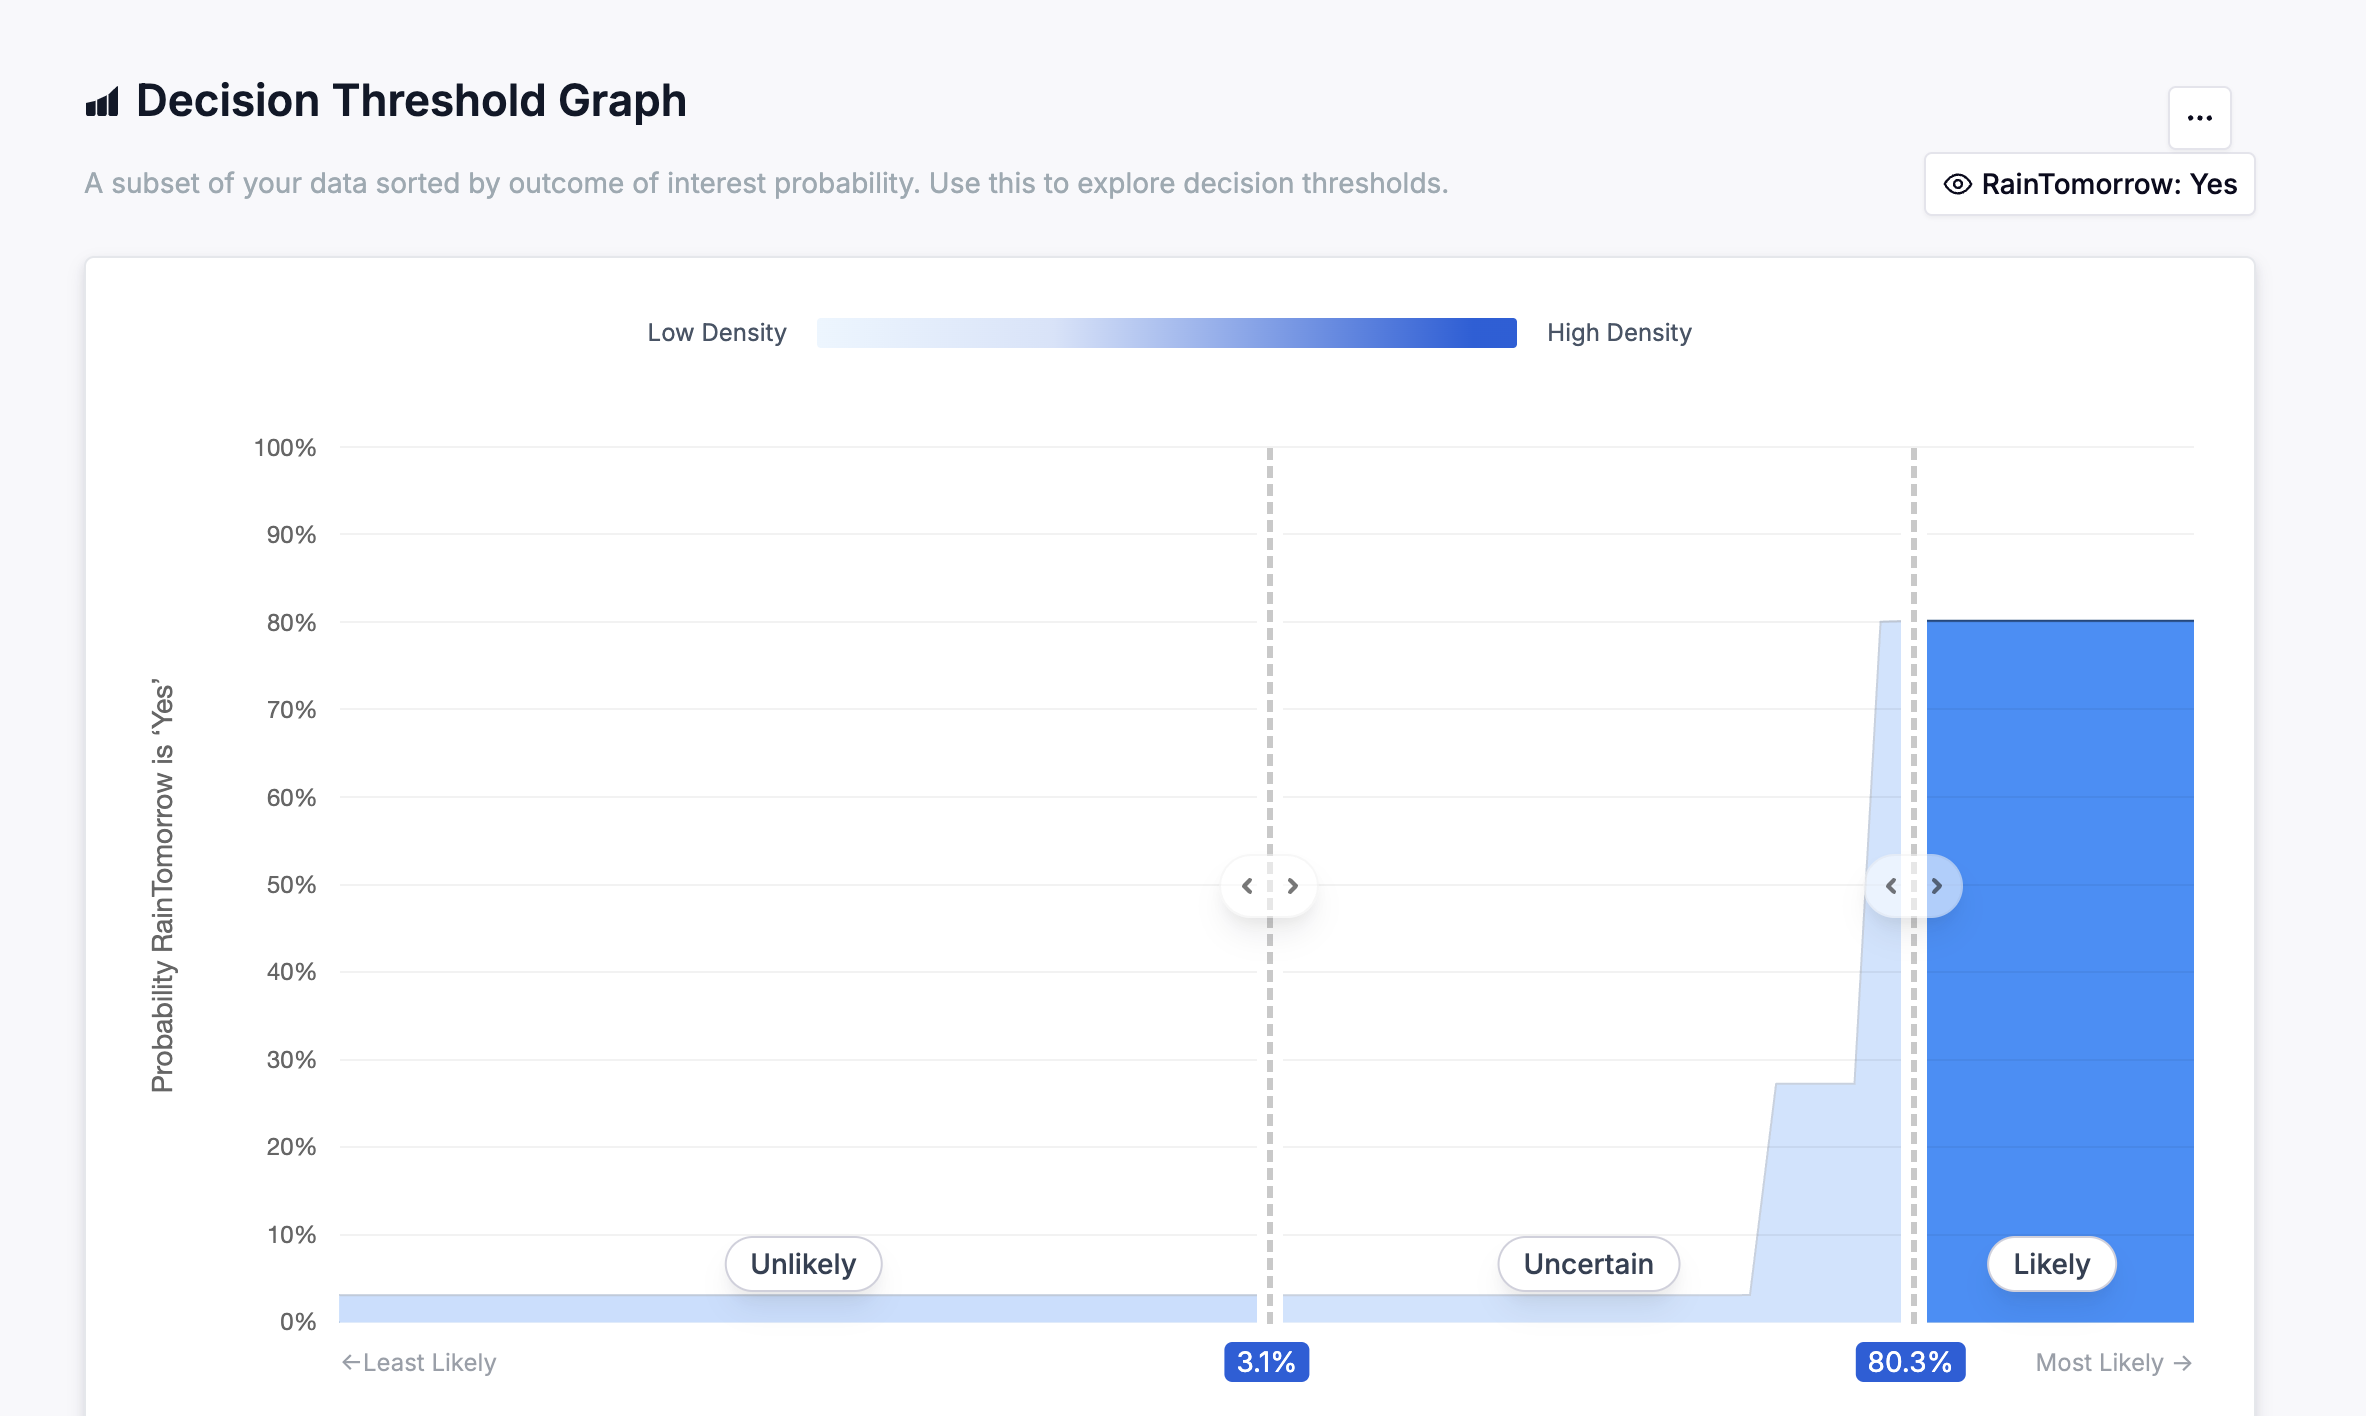 Decision Threshold Graph
...
A subset of your data sorted by outcome of interest probability. Use this to explore decision thresholds.
RainTomorrow: Yes
Low Density
High Density
Probability RainTomorrow is ‘Yes’
100%
90%
80%
70%
60%
50%
40%
30%
20%
10%
0%
Unlikely
Uncertain
Likely
←Least Likely
3.1%
80.3%
Most Likely →